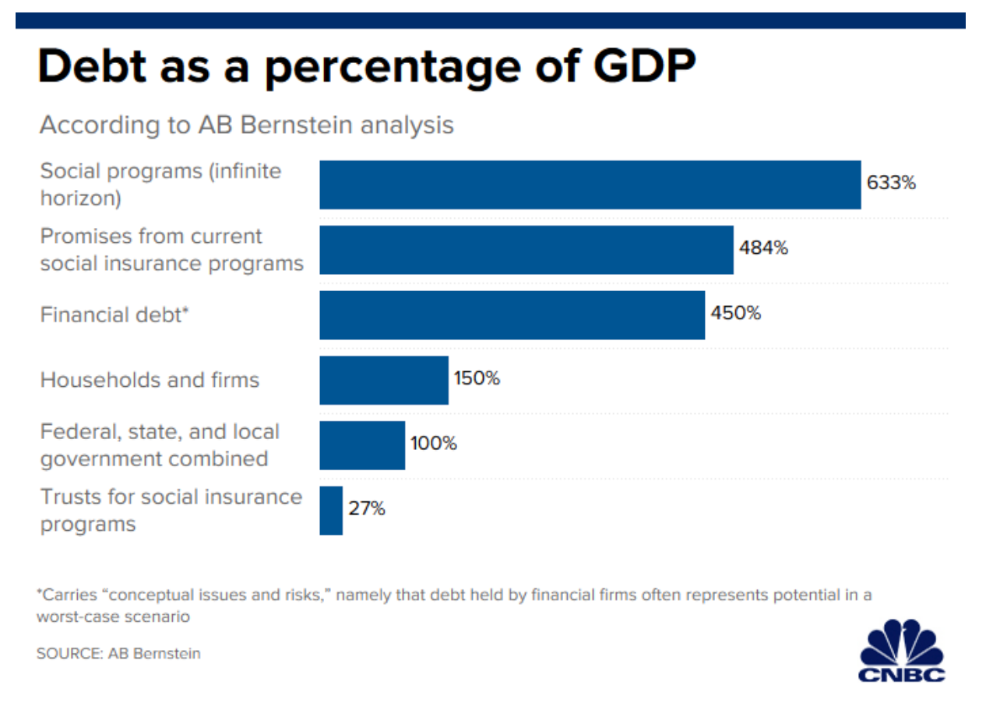 Debt as a percentage of GDP
According to AB Bernstein analysis
Social programs (infinite
horizon)
633%
Promises from current
social insurance programs
484%
Financial debt*
450%
Households and firms
150%
Federal, state, and local
government combined
100%
Trusts for social insurance
programs
27%
*Carries “conceptual issues and risks,” namely that debt held by financial firms often represents potential in a
worst-case scenario
SOURCE: AB Bernstein
CNBC